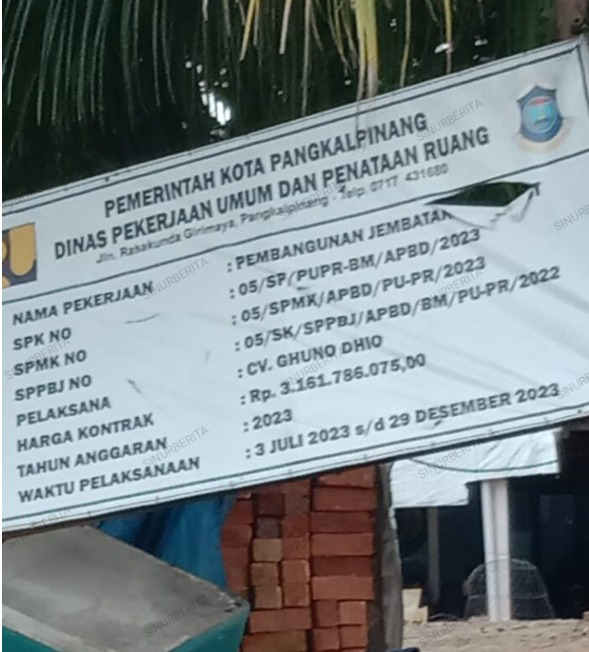 PEMERINTAH KOTA PANGKALPINANG
DINAS PEKERJAAN UMUM DAN PENATAAN RUANG
Jln. Rasakunda Girimaya, Pangkalpinang - Telp. 0717 431680
NAMA PEKERJAAN : PEMBANGUNAN JEMBATAN
SPK NO : 05/SP/PUPR-BM/APBD/2023
SPMK NO : 05/SPMK/APBD/PU-PR/2023
SPPBJ NO : 05/SK/SPPBJ/APBD/BM/PU-PR/2022
PELAKSANA : CV. GHUNO DHIO
HARGA KONTRAK : Rp. 3.161.786.075,00
TAHUN ANGGARAN : 2023
WAKTU PELAKSANAAN : 3 JULI 2023 s/d 29 DESEMBER 2023
SINURBERITA